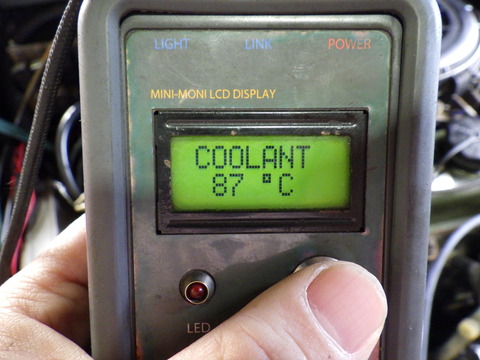 LIGHT LINK POWER
MINI-MONI LCD DISPLAY
COOLANT
87 °C
LED